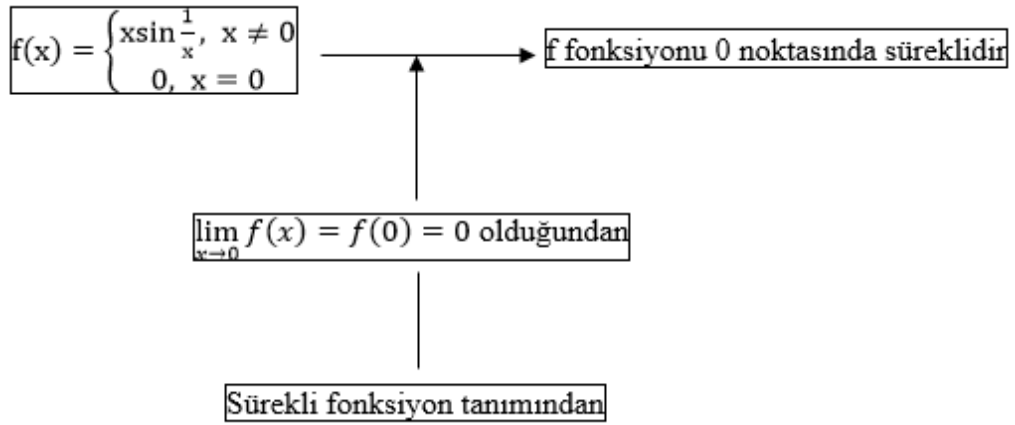 f(x) = { xsin 1/x, x ≠ 0
0, x = 0
f fonksiyonu 0 noktasında süreklidir
lim x→0 f(x) = f(0) = 0 olduğundan
Sürekli fonksiyon tanımından